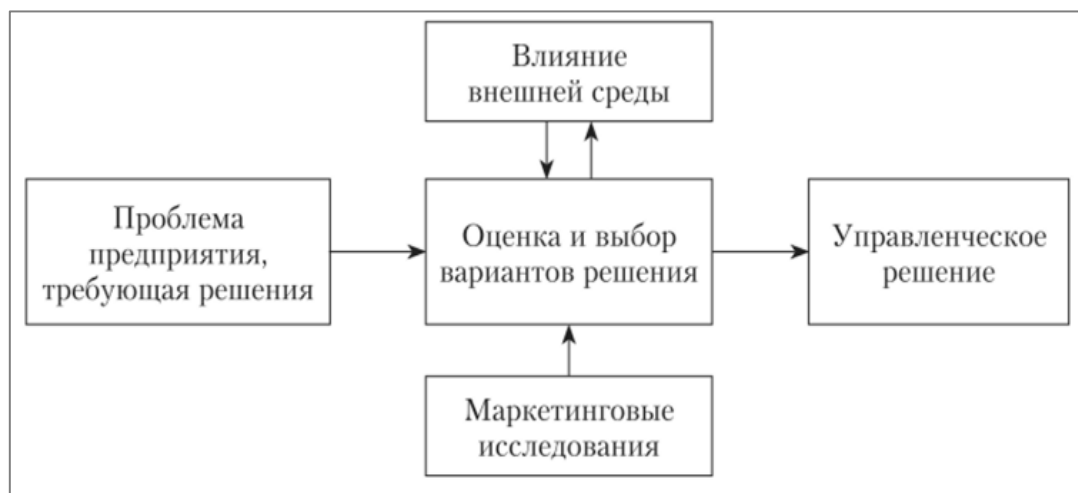 Влияние
внешней среды
Проблема
предприятия,
требующая решения
Оценка и выбор
вариантов решения
Управленческое
решение
Маркетинговые
исследования